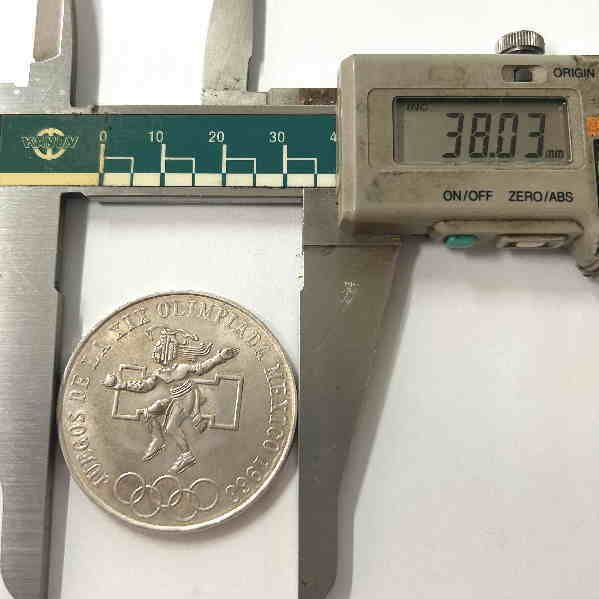 ORIGIN
INC
38.03 mm
KANON
0 10 20 30 4
ON/OFF ZERO/ABS
JUEGOS DE LA XIX OLIMPIADA MEXICO 1968